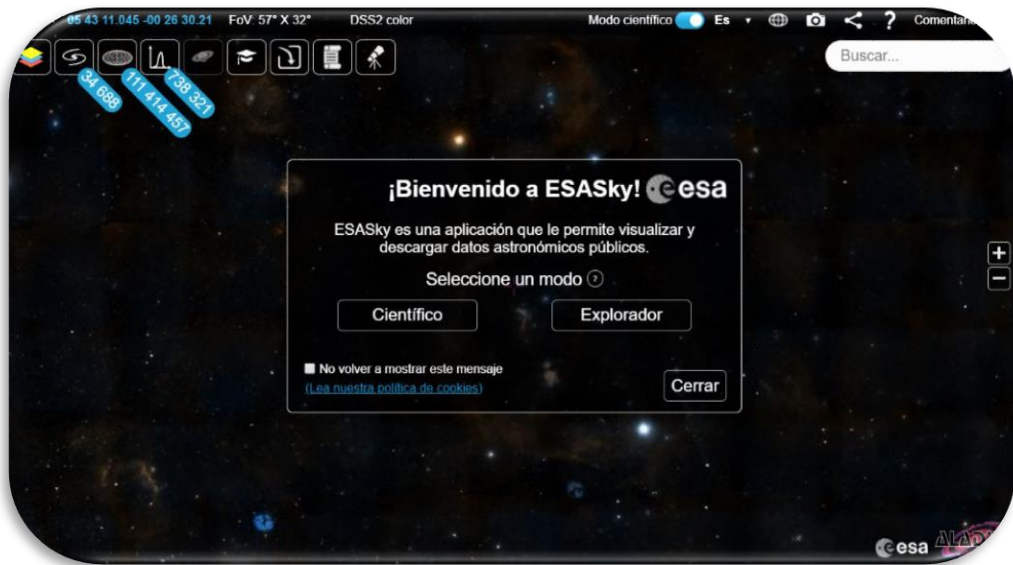 05 43 11.045 -00 26 30.21 FoV: 57° X 32° DSS2 color Modo científico Es ?
Buscar...
34 688
111 414 457
738 321
¡Bienvenido a ESASky! esa
ESASky es una aplicación que le permite visualizar y
descargar datos astronómicos públicos.
Seleccione un modo ?
Científico Explorador
No volver a mostrar este mensaje
(Lea nuestra política de cookies)
Cerrar
+
−
esa